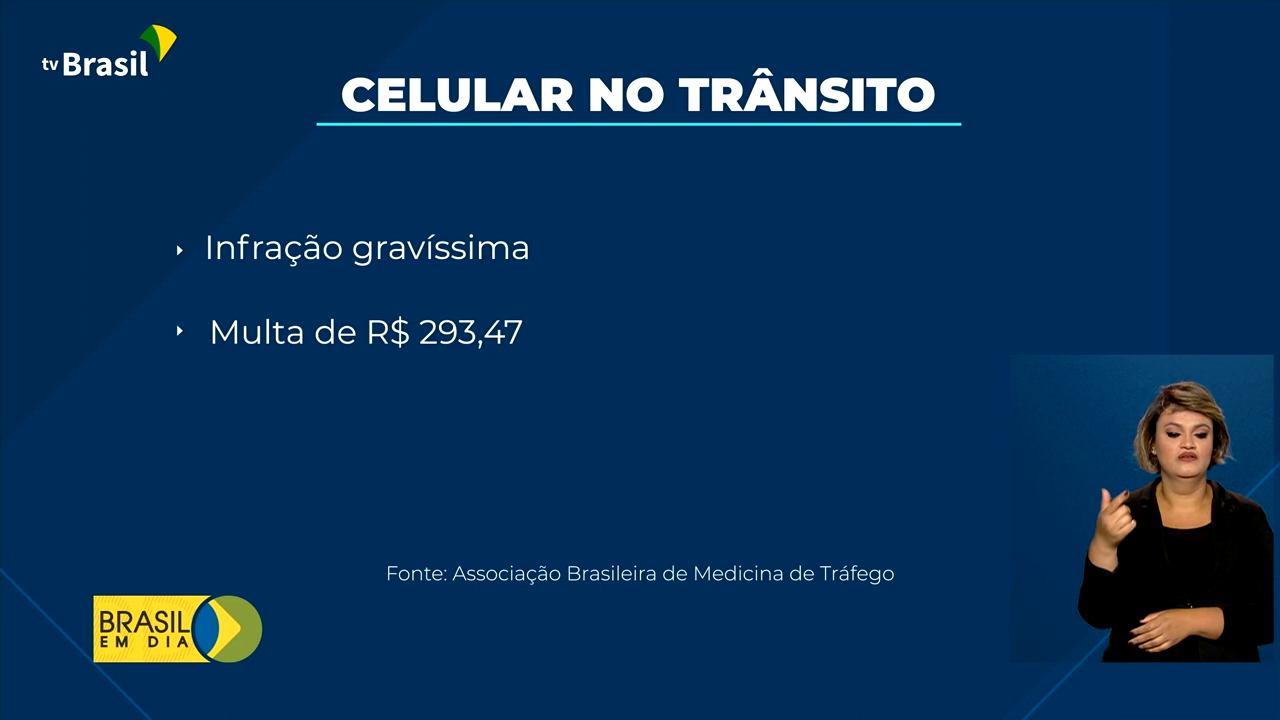 tv Brasil
CELULAR NO TRÂNSITO
Infração gravíssima
Multa de R$ 293,47
Fonte: Associação Brasileira de Medicina de Tráfego
BRASIL
EM DIA